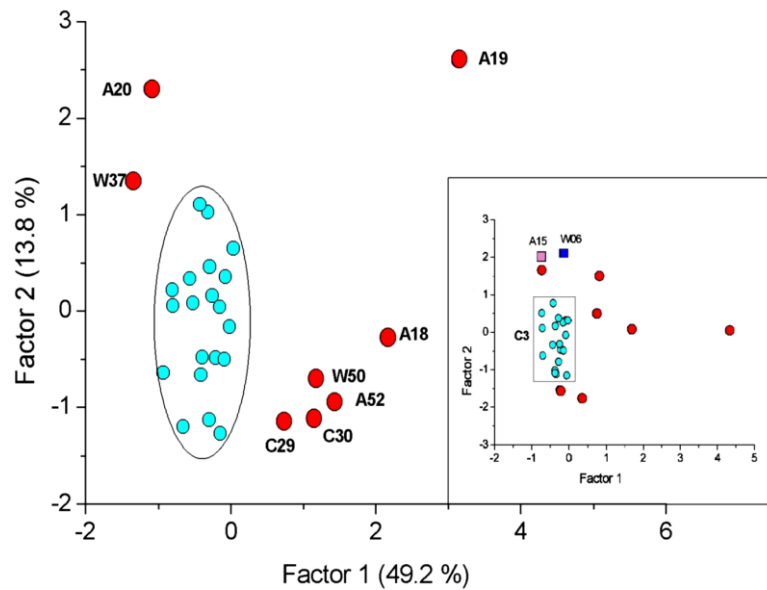 3
A19
A20
2
W37
1
Factor 2 (13.8 %)
0
A18
W50
-1
A52
C30
C29
-2
-2
0
2
4
6
Factor 1 (49.2 %)
3
A15
W06
2
1
C3
0
Factor 2
-1
-2
-3
-2
-1
0
1
2
3
4
5
Factor 1